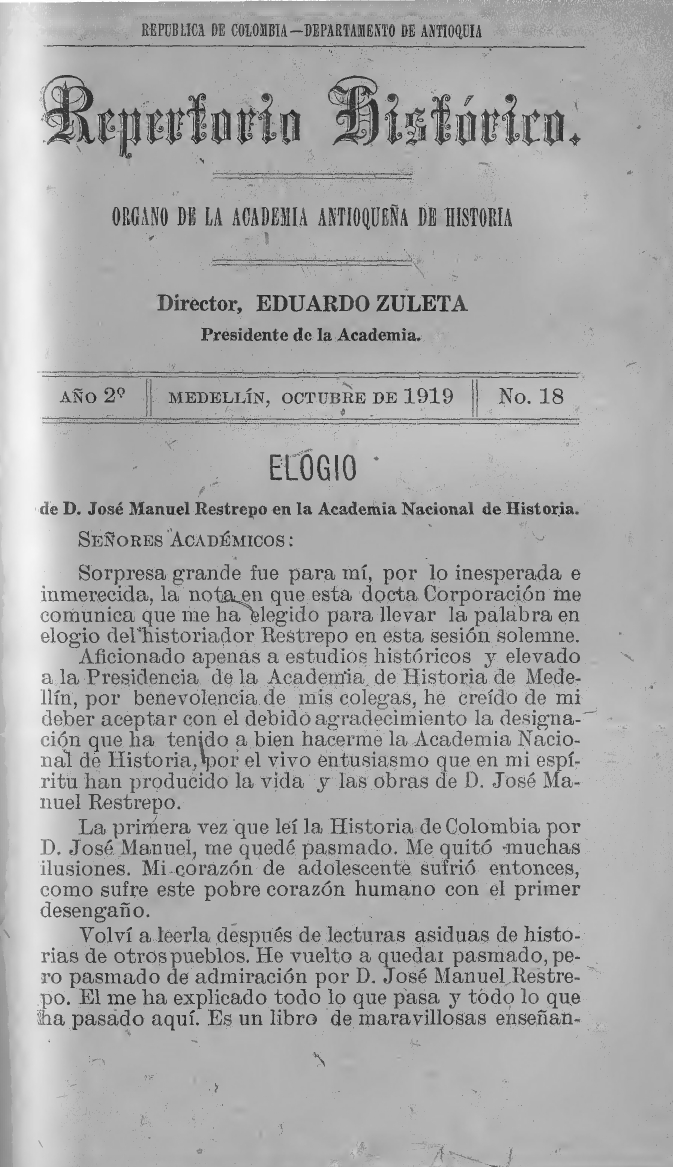 REPUBLICA DE COLOMBIA—DEPARTAMENTO DE ANTIOQUIA
Repertorio Histórico.
ORGANO DE LA ACADEMIA ANTIOQUEÑA DE HISTORIA
Director, EDUARDO ZULETA
Presidente de la Academia.
AÑO 2º MEDELLÍN, OCTUBRE DE 1919 No. 18
ELOGIO
de D. José Manuel Restrepo en la Academia Nacional de Historia.
SEÑORES ACADÉMICOS:
Sorpresa grande fue para mí, por lo inesperada e
inmerecida, la nota en que esta docta Corporación me
comunica que me ha elegido para llevar la palabra en
elogio del historiador Restrepo en esta sesión solemne.
Aficionado apenas a estudios históricos y elevado
a la Presidencia de la Academia de Historia de Mede-
llín, por benevolencia de mis colegas, he creído de mi
deber aceptar con el debido agradecimiento la designa-
ción que ha tenido a bien hacerme la Academia Nacio-
nal de Historia, por el vivo entusiasmo que en mi espí-
ritu han producido la vida y las obras de D. José Ma-
nuel Restrepo.
La primera vez que leí la Historia de Colombia por
D. José Manuel, me quedé pasmado. Me quitó muchas
ilusiones. Mi corazón de adolescente sufrió entonces,
como sufre este pobre corazón humano con el primer
desengaño.
Volví a leerla después de lecturas asiduas de histo-
rias de otros pueblos. He vuelto a quedar pasmado, pe-
ro pasmado de admiración por D. José Manuel Restre-
po. El me ha explicado todo lo que pasa y todo lo que
ha pasado aquí. Es un libro de maravillosas enseñan-